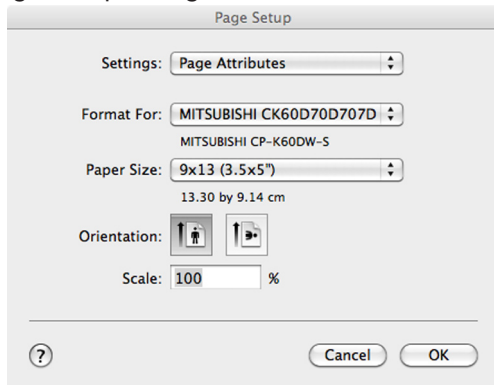 Page Setup
Settings: Page Attributes
Format For: MITSUBISHI CK60D70D707D
MITSUBISHI CP-K60DW-S
Paper Size: 9x13 (3.5x5")
13.30 by 9.14 cm
Orientation:
Scale: 100 %
? Cancel OK